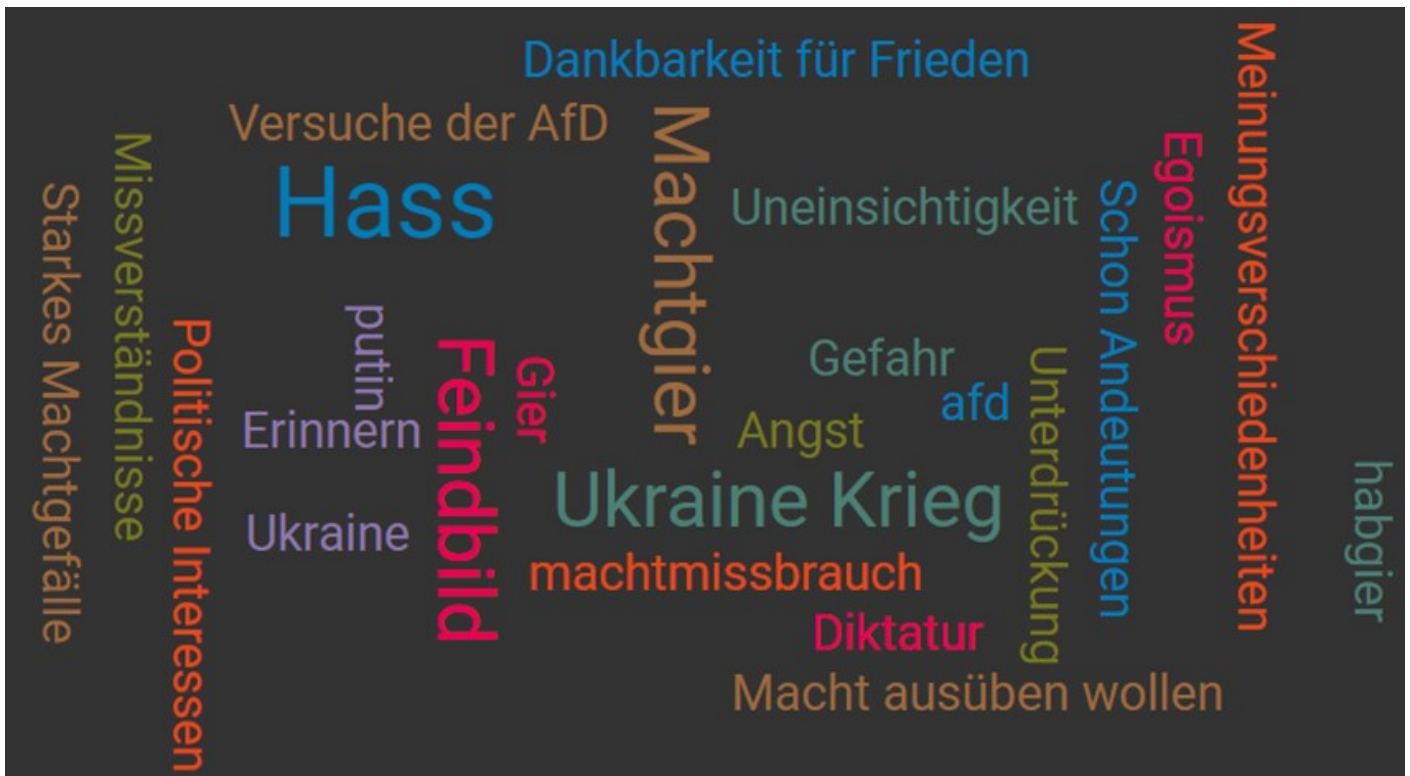 Dankbarkeit für Frieden
Versuche der AfD
Hass
Machtgier
Uneinsichtigkeit
Meinungsverschiedenheiten
Egoismus
Schon Andeutungen
Missverständnisse
Starkes Machtgefälle
Politische Interessen
putin
Erinnern
Feindbild
Gier
Gefahr
afd
Angst
Unterdrückung
Ukraine Krieg
Ukraine
machtmissbrauch
Diktatur
Macht ausüben wollen
habgier